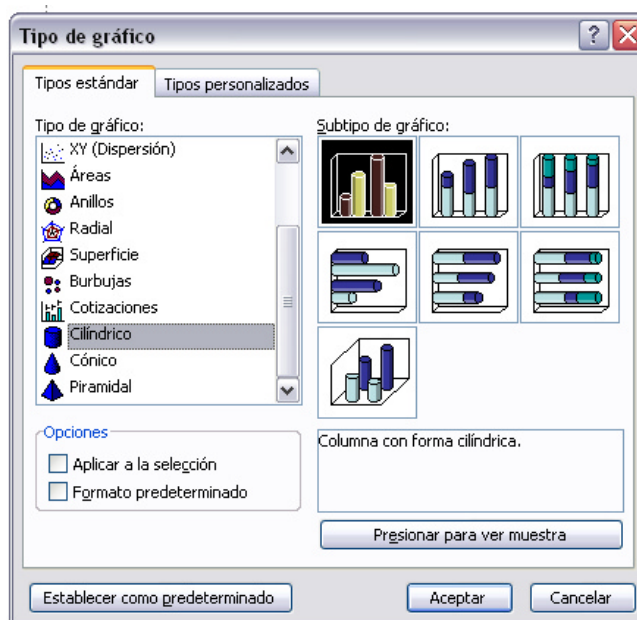 Tipo de gráfico
Tipos estándar
Tipos personalizados
Tipo de gráfico:
XY (Dispersión)
Áreas
Anillos
Radial
Superficie
Burbujas
Cotizaciones
Cilíndrico
Cónico
Piramidal
Subtipo de gráfico:
Columna con forma cilíndrica.
Opciones
Aplicar a la selección
Formato predeterminado
Presionar para ver muestra
Establecer como predeterminado
Aceptar
Cancelar